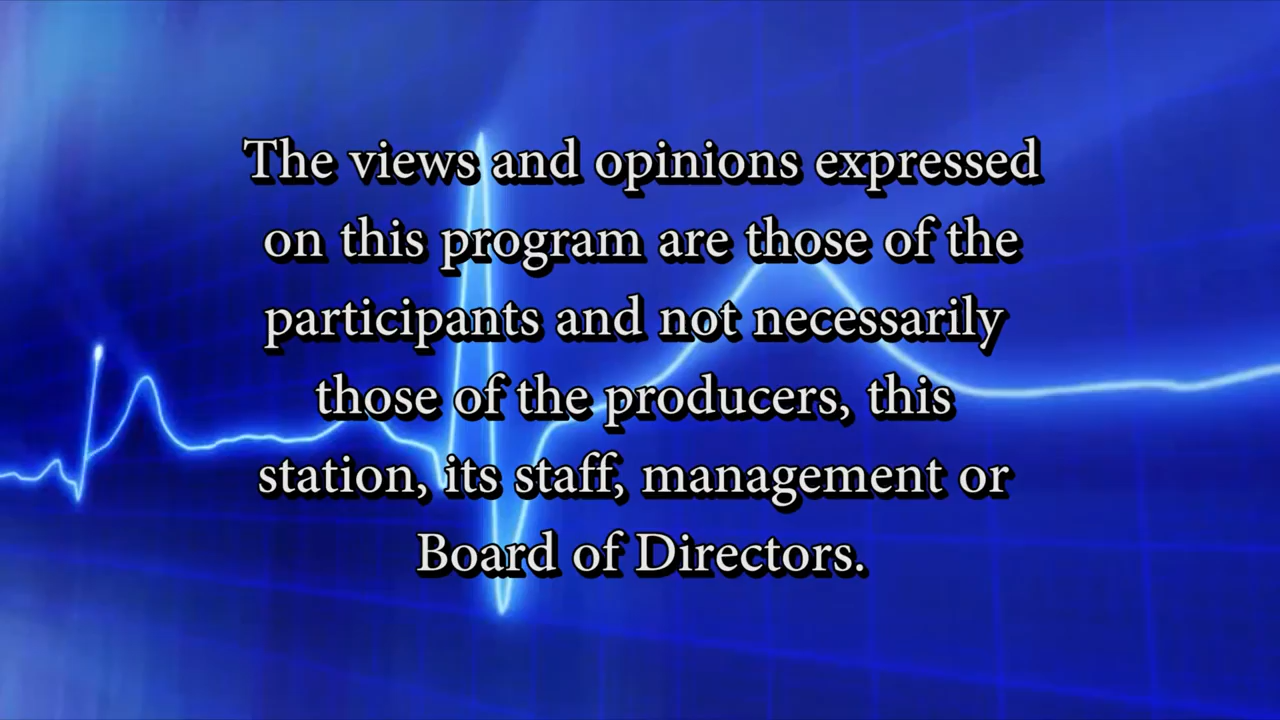 The views and opinions expressed
on this program are those of the
participants and not necessarily
those of the producers, this
station, its staff, management or
Board of Directors.